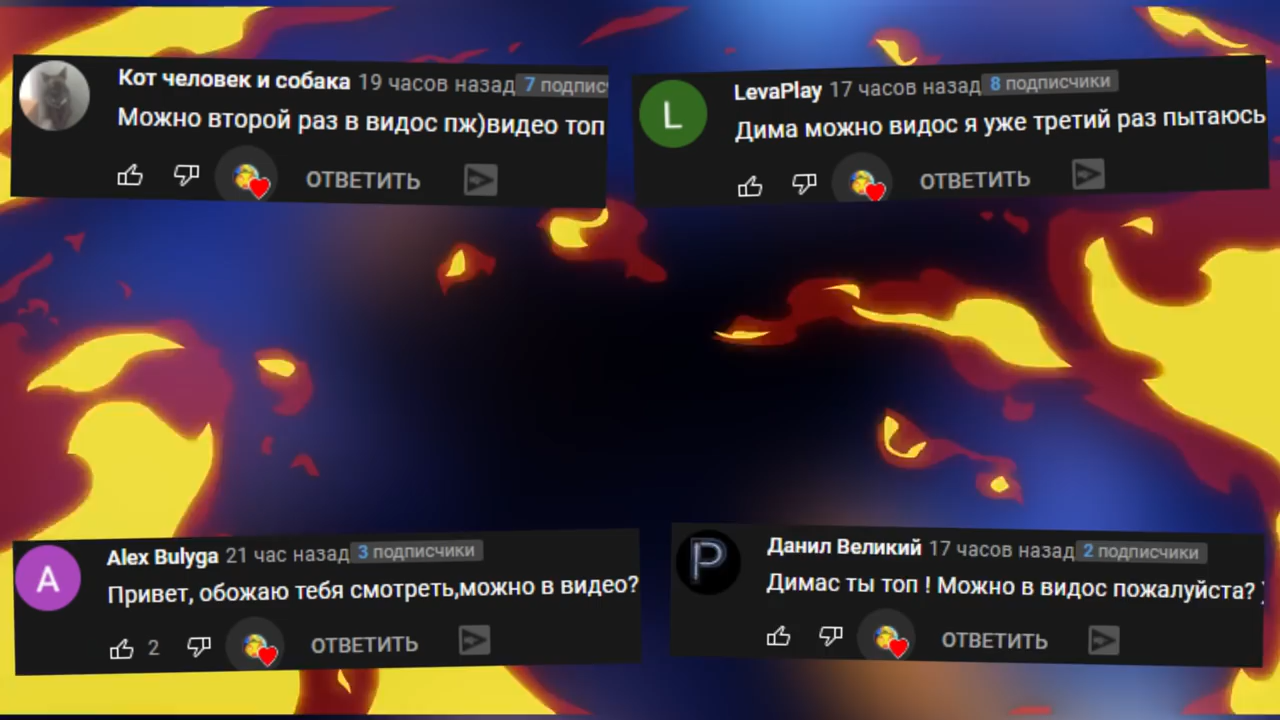 Кот человек и собака 19 часов назад 7 подпис
Можно второй раз в видос пж)видео топ
ОТВЕТИТЬ
LevaPlay 17 часов назад 8 подписчики
Дима можно видос я уже третий раз пытаюсь
L
ОТВЕТИТЬ
Alex Bulyga 21 час назад 3 подписчики
A
Привет, обожаю тебя смотреть,можно в видео?
2 ОТВЕТИТЬ
Данил Великий 17 часов назад 2 подписчики
P
Димас ты топ ! Можно в видос пожалуйста?
ОТВЕТИТЬ